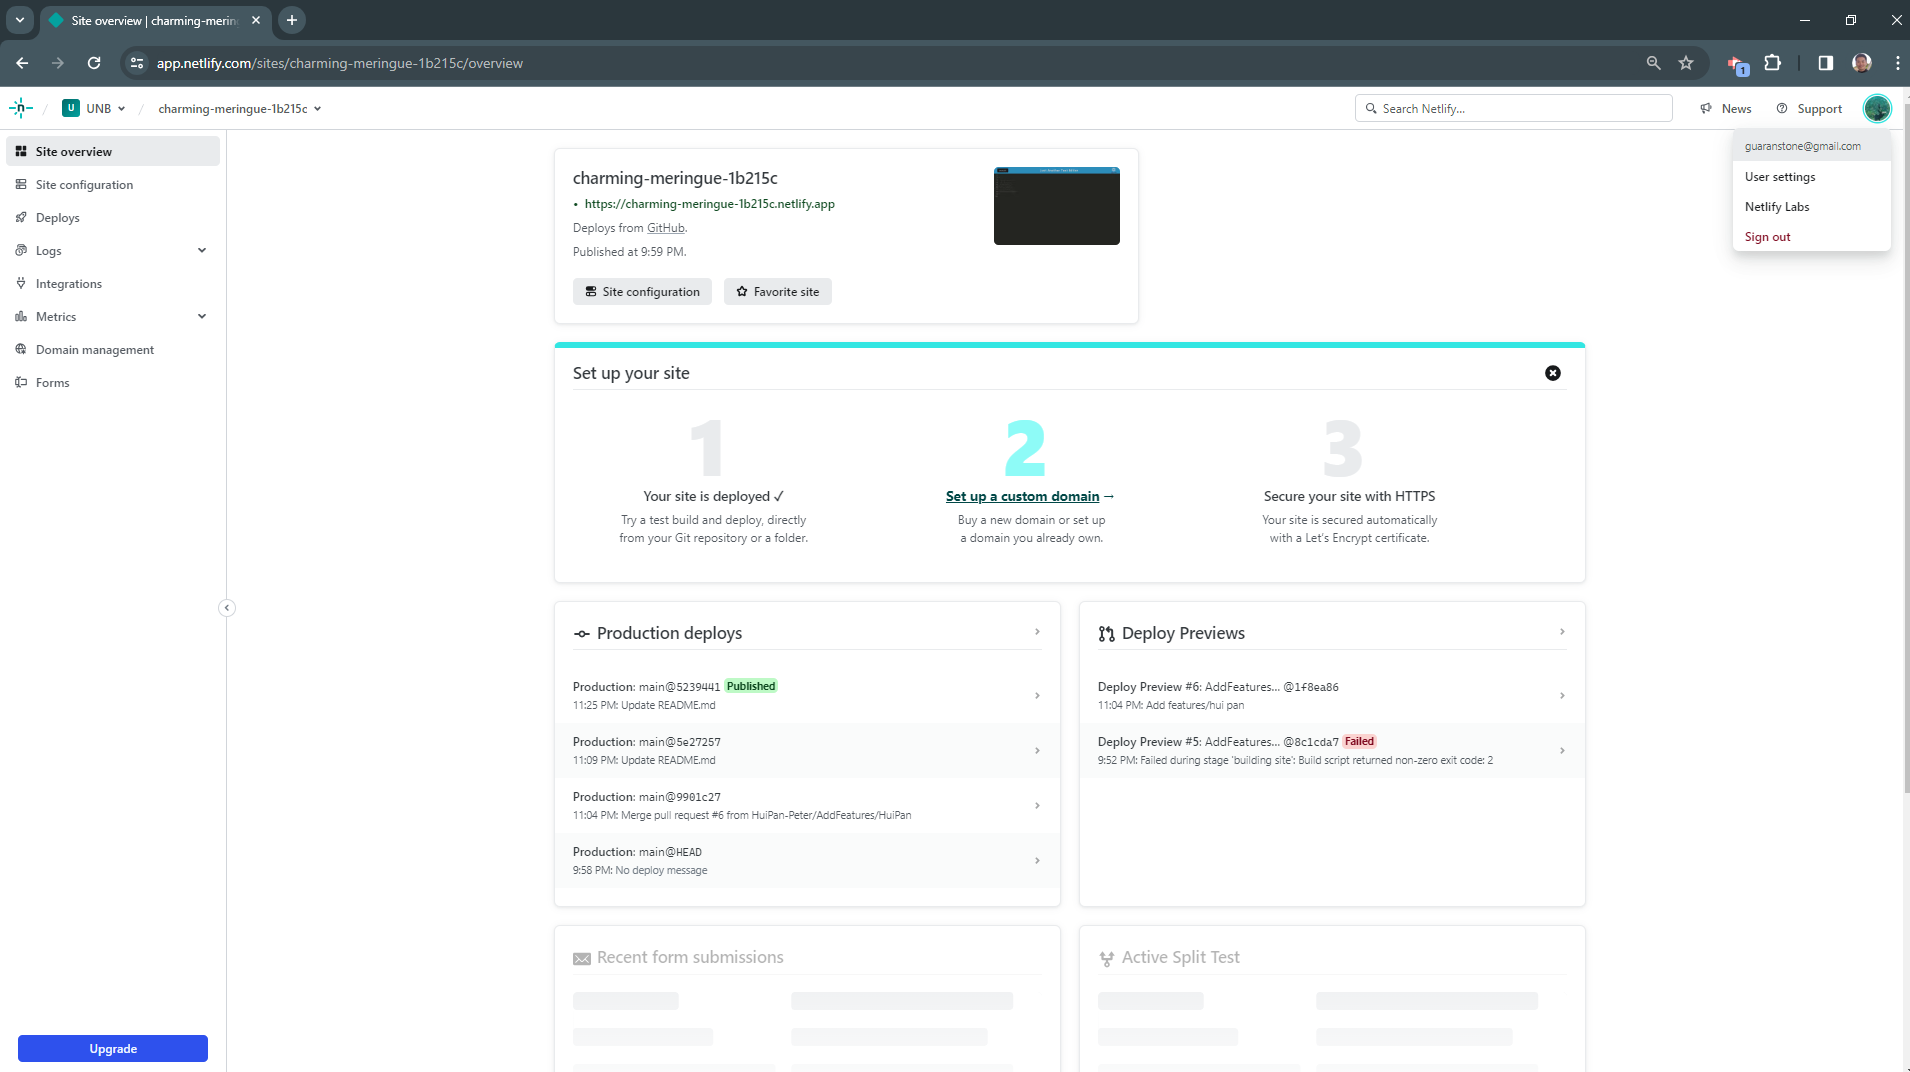 Site overview | charming-merin
app.netlify.com/sites/charming-meringue-1b215c/overview
1
n
U UNB
charming-meringue-1b215c
Search Netlify...
News
Support
guaranstone@gmail.com
User settings
Netlify Labs
Sign out
Site overview
Site configuration
Deploys
Logs
Integrations
Metrics
Domain management
Forms
Upgrade
charming-meringue-1b215c
• https://charming-meringue-1b215c.netlify.app
Deploys from GitHub.
Published at 9:59 PM.
Site configuration
Favorite site
Set up your site
1
Your site is deployed ✓
Try a test build and deploy, directly
from your Git repository or a folder.
2
Set up a custom domain →
Buy a new domain or set up
a domain you already own.
3
Secure your site with HTTPS
Your site is secured automatically
with a Let's Encrypt certificate.
Production deploys
Production: main@5239441 Published
11:25 PM: Update README.md
Production: main@5e27257
11:09 PM: Update README.md
Production: main@9901c27
11:04 PM: Merge pull request #6 from HuiPan-Peter/AddFeatures/HuiPan
Production: main@HEAD
9:58 PM: No deploy message
Deploy Previews
Deploy Preview #6: AddFeatures... @1f8ea86
11:04 PM: Add features/hui pan
Deploy Preview #5: AddFeatures... @8c1cda7 Failed
9:52 PM: Failed during stage 'building site': Build script returned non-zero exit code: 2
Recent form submissions
Active Split Test